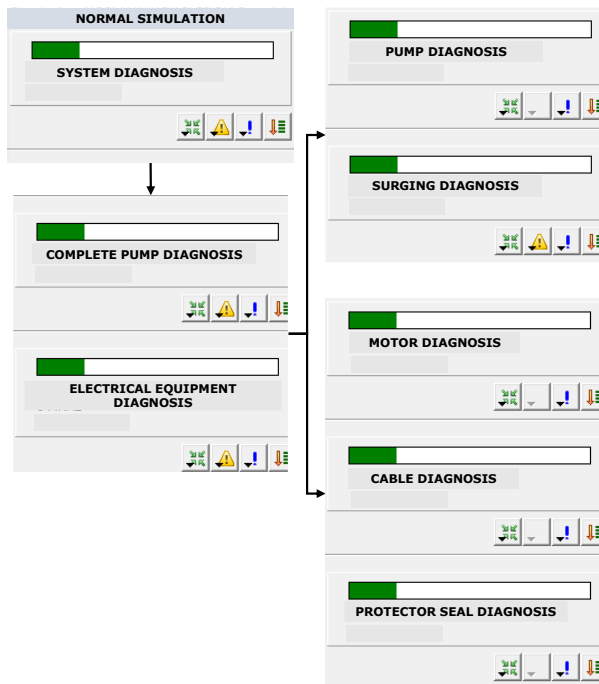 NORMAL SIMULATION
SYSTEM DIAGNOSIS
COMPLETE PUMP DIAGNOSIS
ELECTRICAL EQUIPMENT
DIAGNOSIS
PUMP DIAGNOSIS
SURGING DIAGNOSIS
MOTOR DIAGNOSIS
CABLE DIAGNOSIS
PROTECTOR SEAL DIAGNOSIS